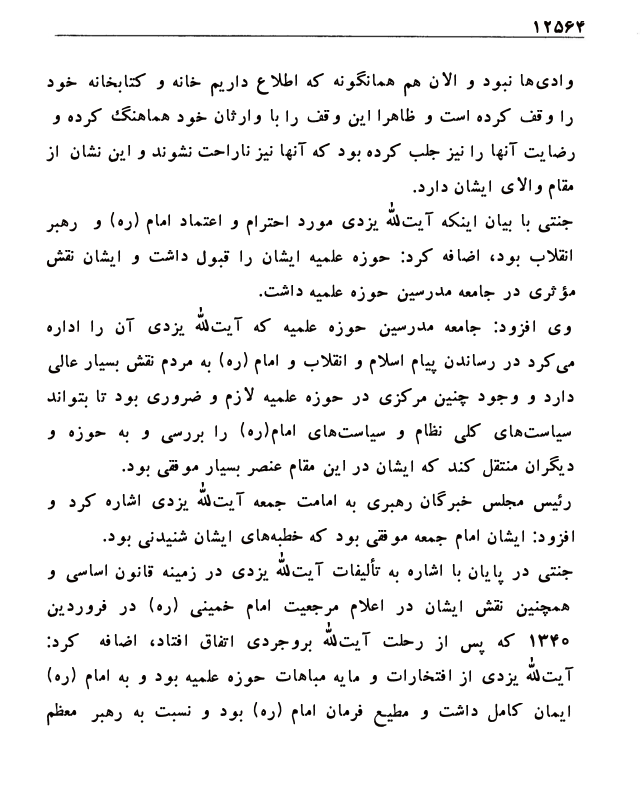 ۱۲۵۶۴
وادی‌ها نبود و الان هم همانگونه که اطلاع داریم خانه و کتابخانه خود
را وقف کرده است و ظاهرا این وقف را با وارثان خود هماهنگ کرده و
رضایت آنها را نیز جلب کرده بود که آنها نیز ناراحت نشوند و این نشان از
مقام والای ایشان دارد.
جنتی با بیان اینکه آیت‌الله یزدی مورد احترام و اعتماد امام (ره) و رهبر
انقلاب بود، اضافه کرد: حوزه علمیه ایشان را قبول داشت و ایشان نقش
مؤثری در جامعه مدرسین حوزه علمیه داشت.
وی افزود: جامعه مدرسین حوزه علمیه که آیت‌الله یزدی آن را اداره
می‌کرد در رساندن پیام اسلام و انقلاب و امام (ره) به مردم نقش بسیار عالی
دارد و وجود چنین مرکزی در حوزه علمیه لازم و ضروری بود تا بتواند
سیاست‌های کلی نظام و سیاست‌های امام(ره) را بررسی و به حوزه و
دیگران منتقل کند که ایشان در این مقام عنصر بسیار موفقی بود.
رئیس مجلس خبرگان رهبری به امامت جمعه آیت‌الله یزدی اشاره کرد و
افزود: ایشان امام جمعه موفقی بود که خطبه‌های ایشان شنیدنی بود.
جنتی در پایان با اشاره به تألیفات آیت‌الله یزدی در زمینه قانون اساسی و
همچنین نقش ایشان در اعلام مرجعیت امام خمینی (ره) در فروردین
۱۳۴۰ که پس از رحلت آیت‌الله بروجردی اتفاق افتاد، اضافه کرد:
آیت‌الله یزدی از افتخارات و مایه مباهات حوزه علمیه بود و به امام (ره)
ایمان کامل داشت و مطیع فرمان امام (ره) بود و نسبت به رهبر معظم